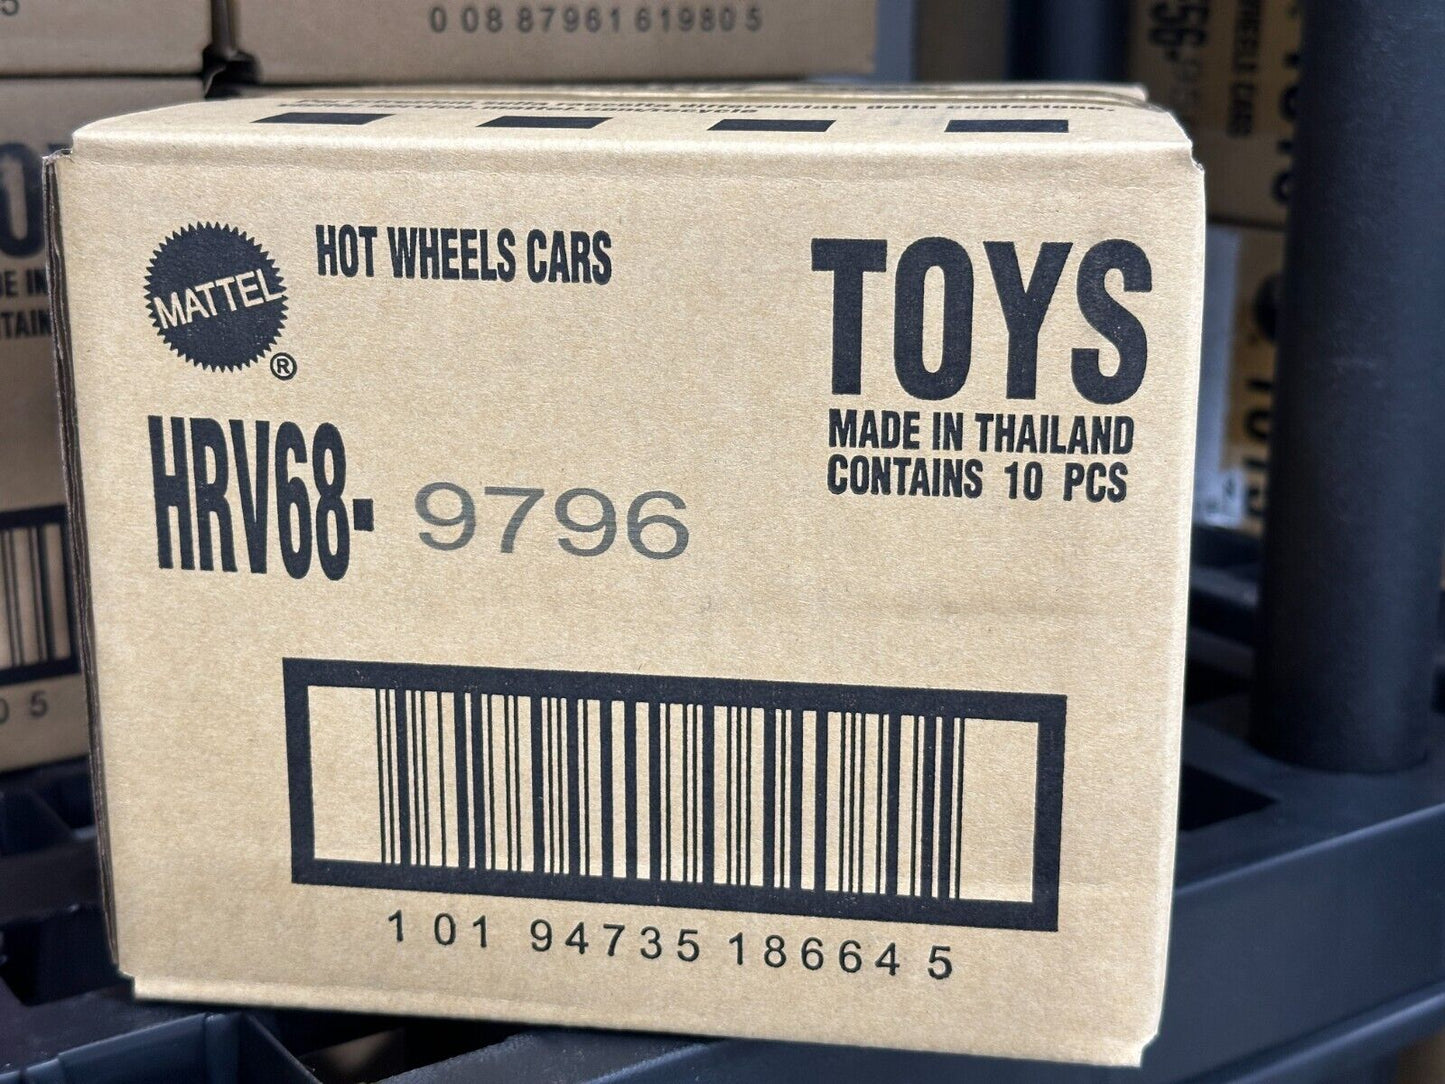 0 08 87961 61980 5
HOT WHEELS CARS
MATTEL
®
TOYS
MADE IN THAILAND
CONTAINS 10 PCS
HRV68- 9796
1 01 94735 18664 5